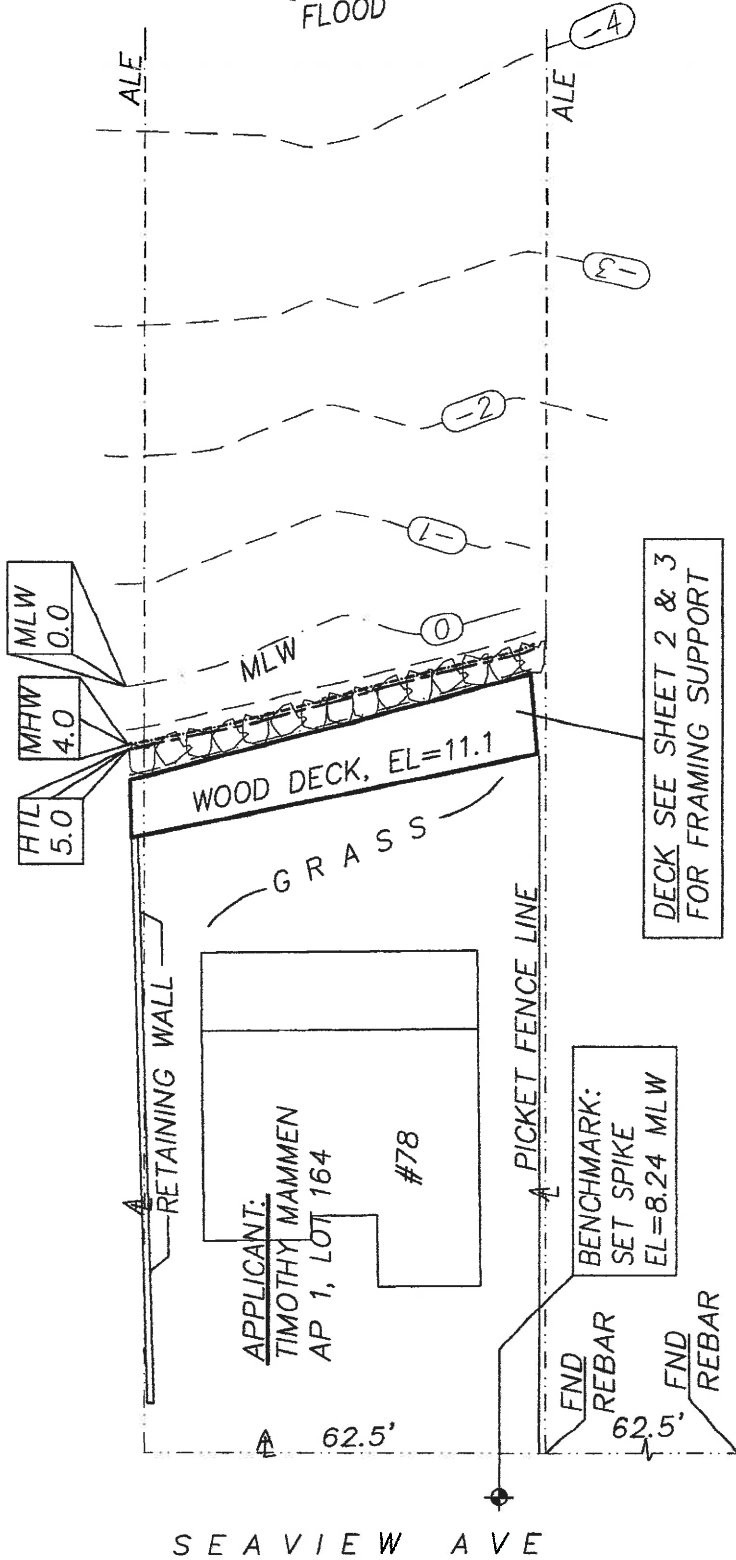 FLOOD
ALE
ALE
-4
-3
-2
-1
0
MLW
0.0
MHW
4.0
HTL
5.0
MLW
WOOD DECK, EL=11.1
GRASS
DECK SEE SHEET 2 & 3
FOR FRAMING SUPPORT
RETAINING WALL
PICKET FENCE LINE
APPLICANT:
TIMOTHY MAMMEN
AP 1, LOT 164
#78
BENCHMARK:
SET SPIKE
EL=8.24 MLW
FND
REBAR
FND
REBAR
62.5'
62.5'
SEAVIEW AVE